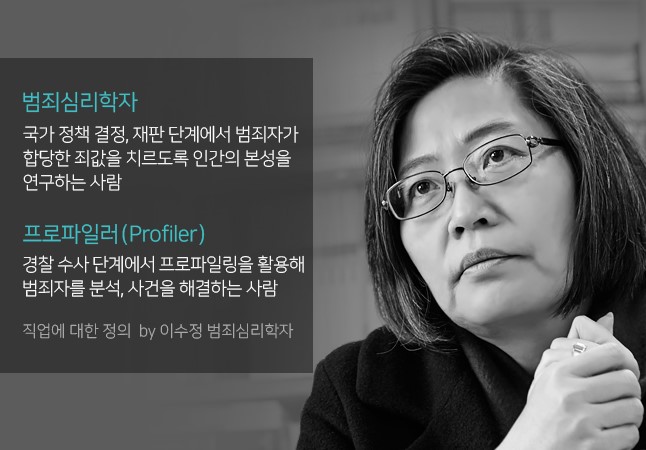 범죄심리학자
국가 정책 결정, 재판 단계에서 범죄자가
합당한 죄값을 치르도록 인간의 본성을
연구하는 사람
프로파일러(Profiler)
경찰 수사 단계에서 프로파일링을 활용해
범죄자를 분석, 사건을 해결하는 사람
직업에 대한 정의 by 이수정 범죄심리학자